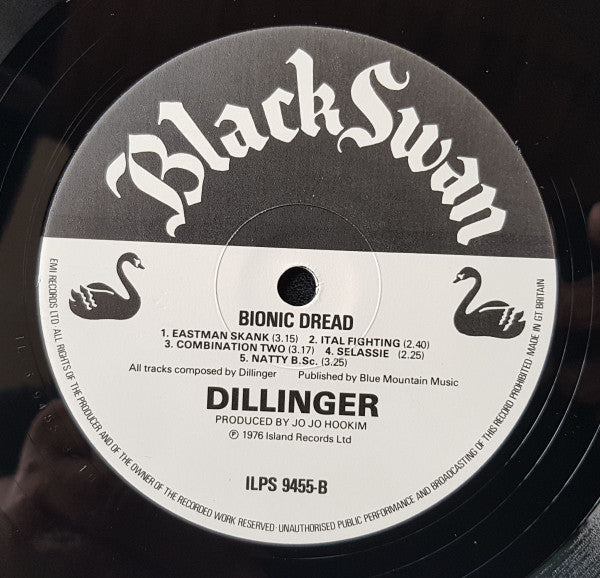 Black Swan
BIONIC DREAD
1. EASTMAN SKANK (3.15) 2. ITAL FIGHTING (2.40)
3. COMBINATION TWO (3.17) 4. SELASSIE (2.25)
5. NATTY B.Sc. (3.25)
All tracks composed by Dillinger Published by Blue Mountain Music
DILLINGER
PRODUCED BY JO JO HOOKIM
℗ 1976 Island Records Ltd
ILPS 9455-B
EMI RECORDS LTD. ALL RIGHTS OF THE PRODUCER AND OF THE OWNER OF THE RECORDED WORK RESERVED · UNAUTHORISED PUBLIC PERFORMANCE AND BROADCASTING OF THIS RECORD PROHIBITED. MADE IN GT BRITAIN